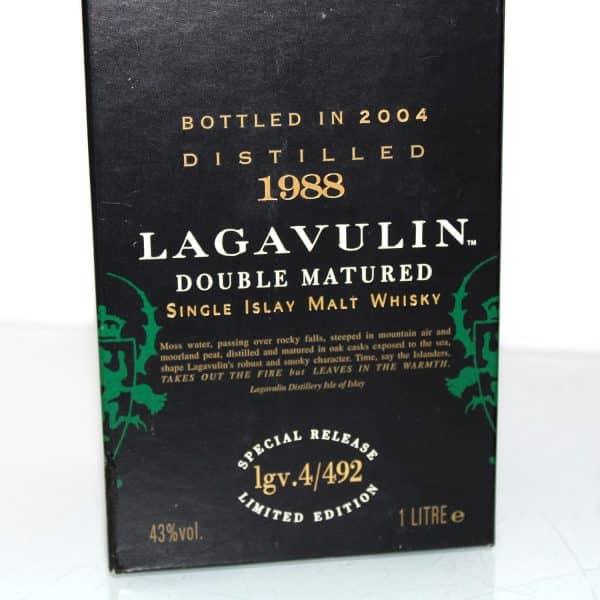 BOTTLED IN 2004
DISTILLED
1988
LAGAVULIN™
DOUBLE MATURED
SINGLE ISLAY MALT WHISKY
Moss water, passing over rocky falls, steeped in mountain air and
moorland peat, distilled and matured in oak casks exposed to the sea,
shape Lagavulin's robust and smoky character. Time, say the Islanders,
TAKES OUT THE FIRE but LEAVES IN THE WARMTH.
Lagavulin Distillery Isle of Islay
SPECIAL RELEASE
lgv.4/492
LIMITED EDITION
43%vol.
1 LITRE e